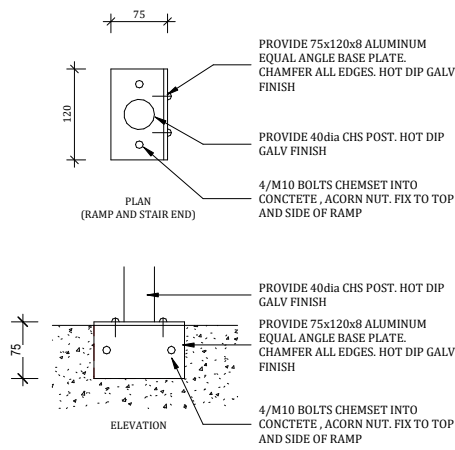 75
PROVIDE 75x120x8 ALUMINUM
EQUAL ANGLE BASE PLATE.
CHAMFER ALL EDGES. HOT DIP GALV
FINISH
120
PROVIDE 40dia CHS POST. HOT DIP
GALV FINISH
4/M10 BOLTS CHEMSET INTO
CONCTETE , ACORN NUT. FIX TO TOP
AND SIDE OF RAMP
PLAN
(RAMP AND STAIR END)
PROVIDE 40dia CHS POST. HOT DIP
GALV FINISH
PROVIDE 75x120x8 ALUMINUM
EQUAL ANGLE BASE PLATE.
CHAMFER ALL EDGES. HOT DIP GALV
FINISH
75
4/M10 BOLTS CHEMSET INTO
CONCTETE , ACORN NUT. FIX TO TOP
AND SIDE OF RAMP
ELEVATION